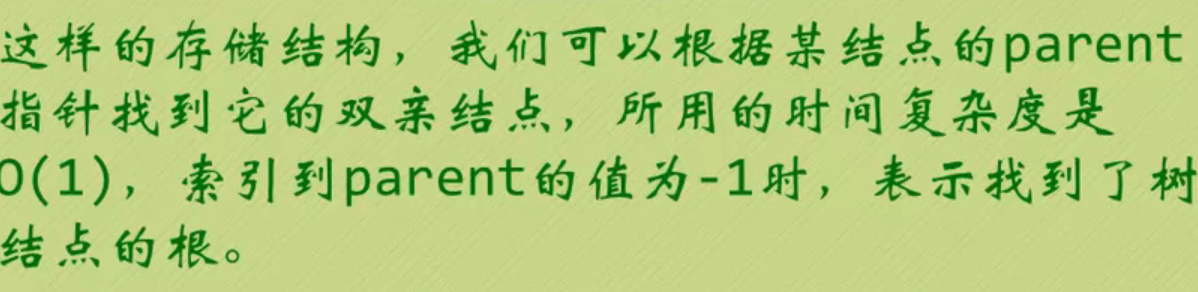 这样的存储结构，我们可以根据某结点的parent
指针找到它的双亲结点，所用的时间复杂度是
O(1)，索引到parent的值为-1时，表示找到了树
结点的根。